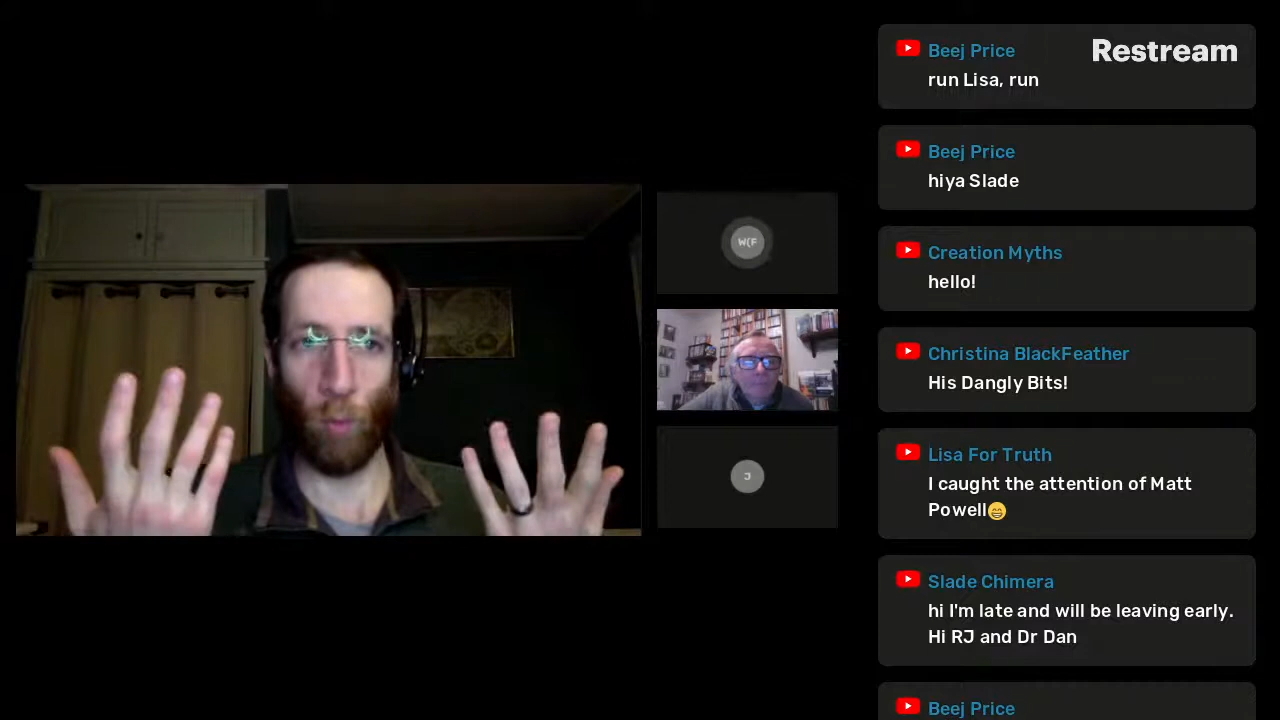 Restream
Beej Price
run Lisa, run
Beej Price
hiya Slade
Creation Myths
hello!
Christina BlackFeather
His Dangly Bits!
Lisa For Truth
I caught the attention of Matt
Powell😄
Slade Chimera
hi I'm late and will be leaving early.
Hi RJ and Dr Dan
Beej Price
W(F
J